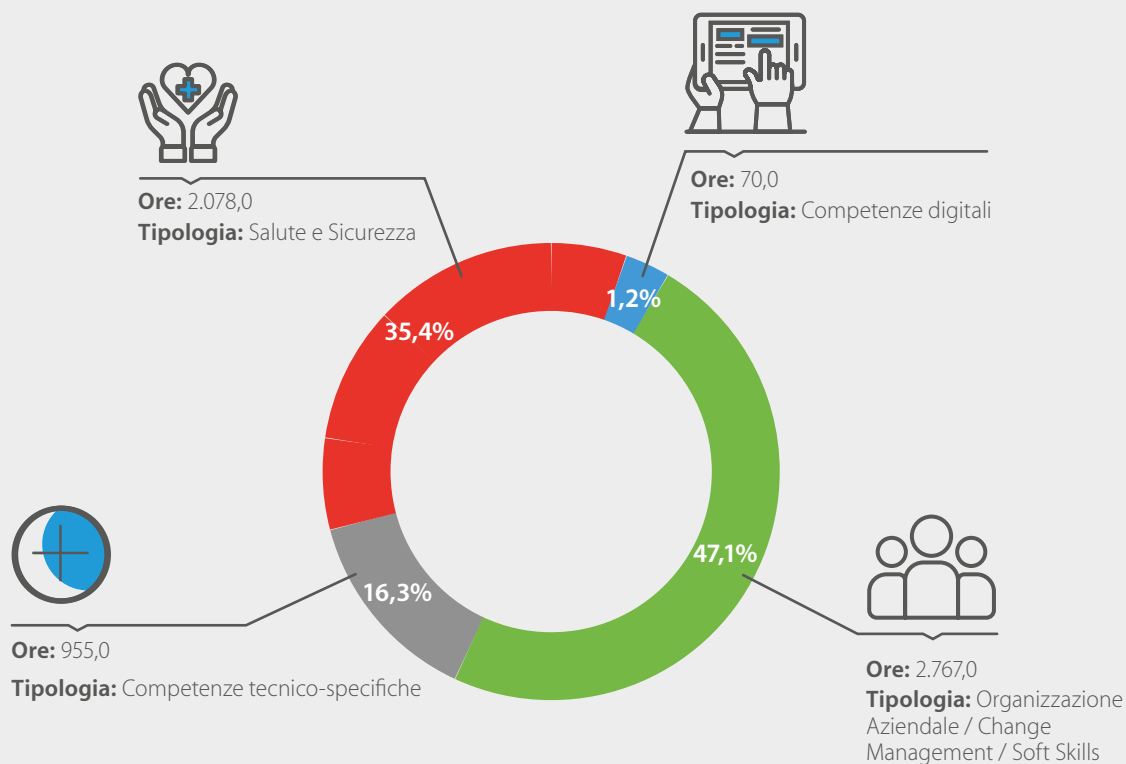 Ore: 2.078,0
Tipologia: Salute e Sicurezza
Ore: 70,0
Tipologia: Competenze digitali
35,4%
1,2%
47,1%
16,3%
Ore: 955,0
Tipologia: Competenze tecnico-specifiche
Ore: 2.767,0
Tipologia: Organizzazione
Aziendale / Change
Management / Soft Skills